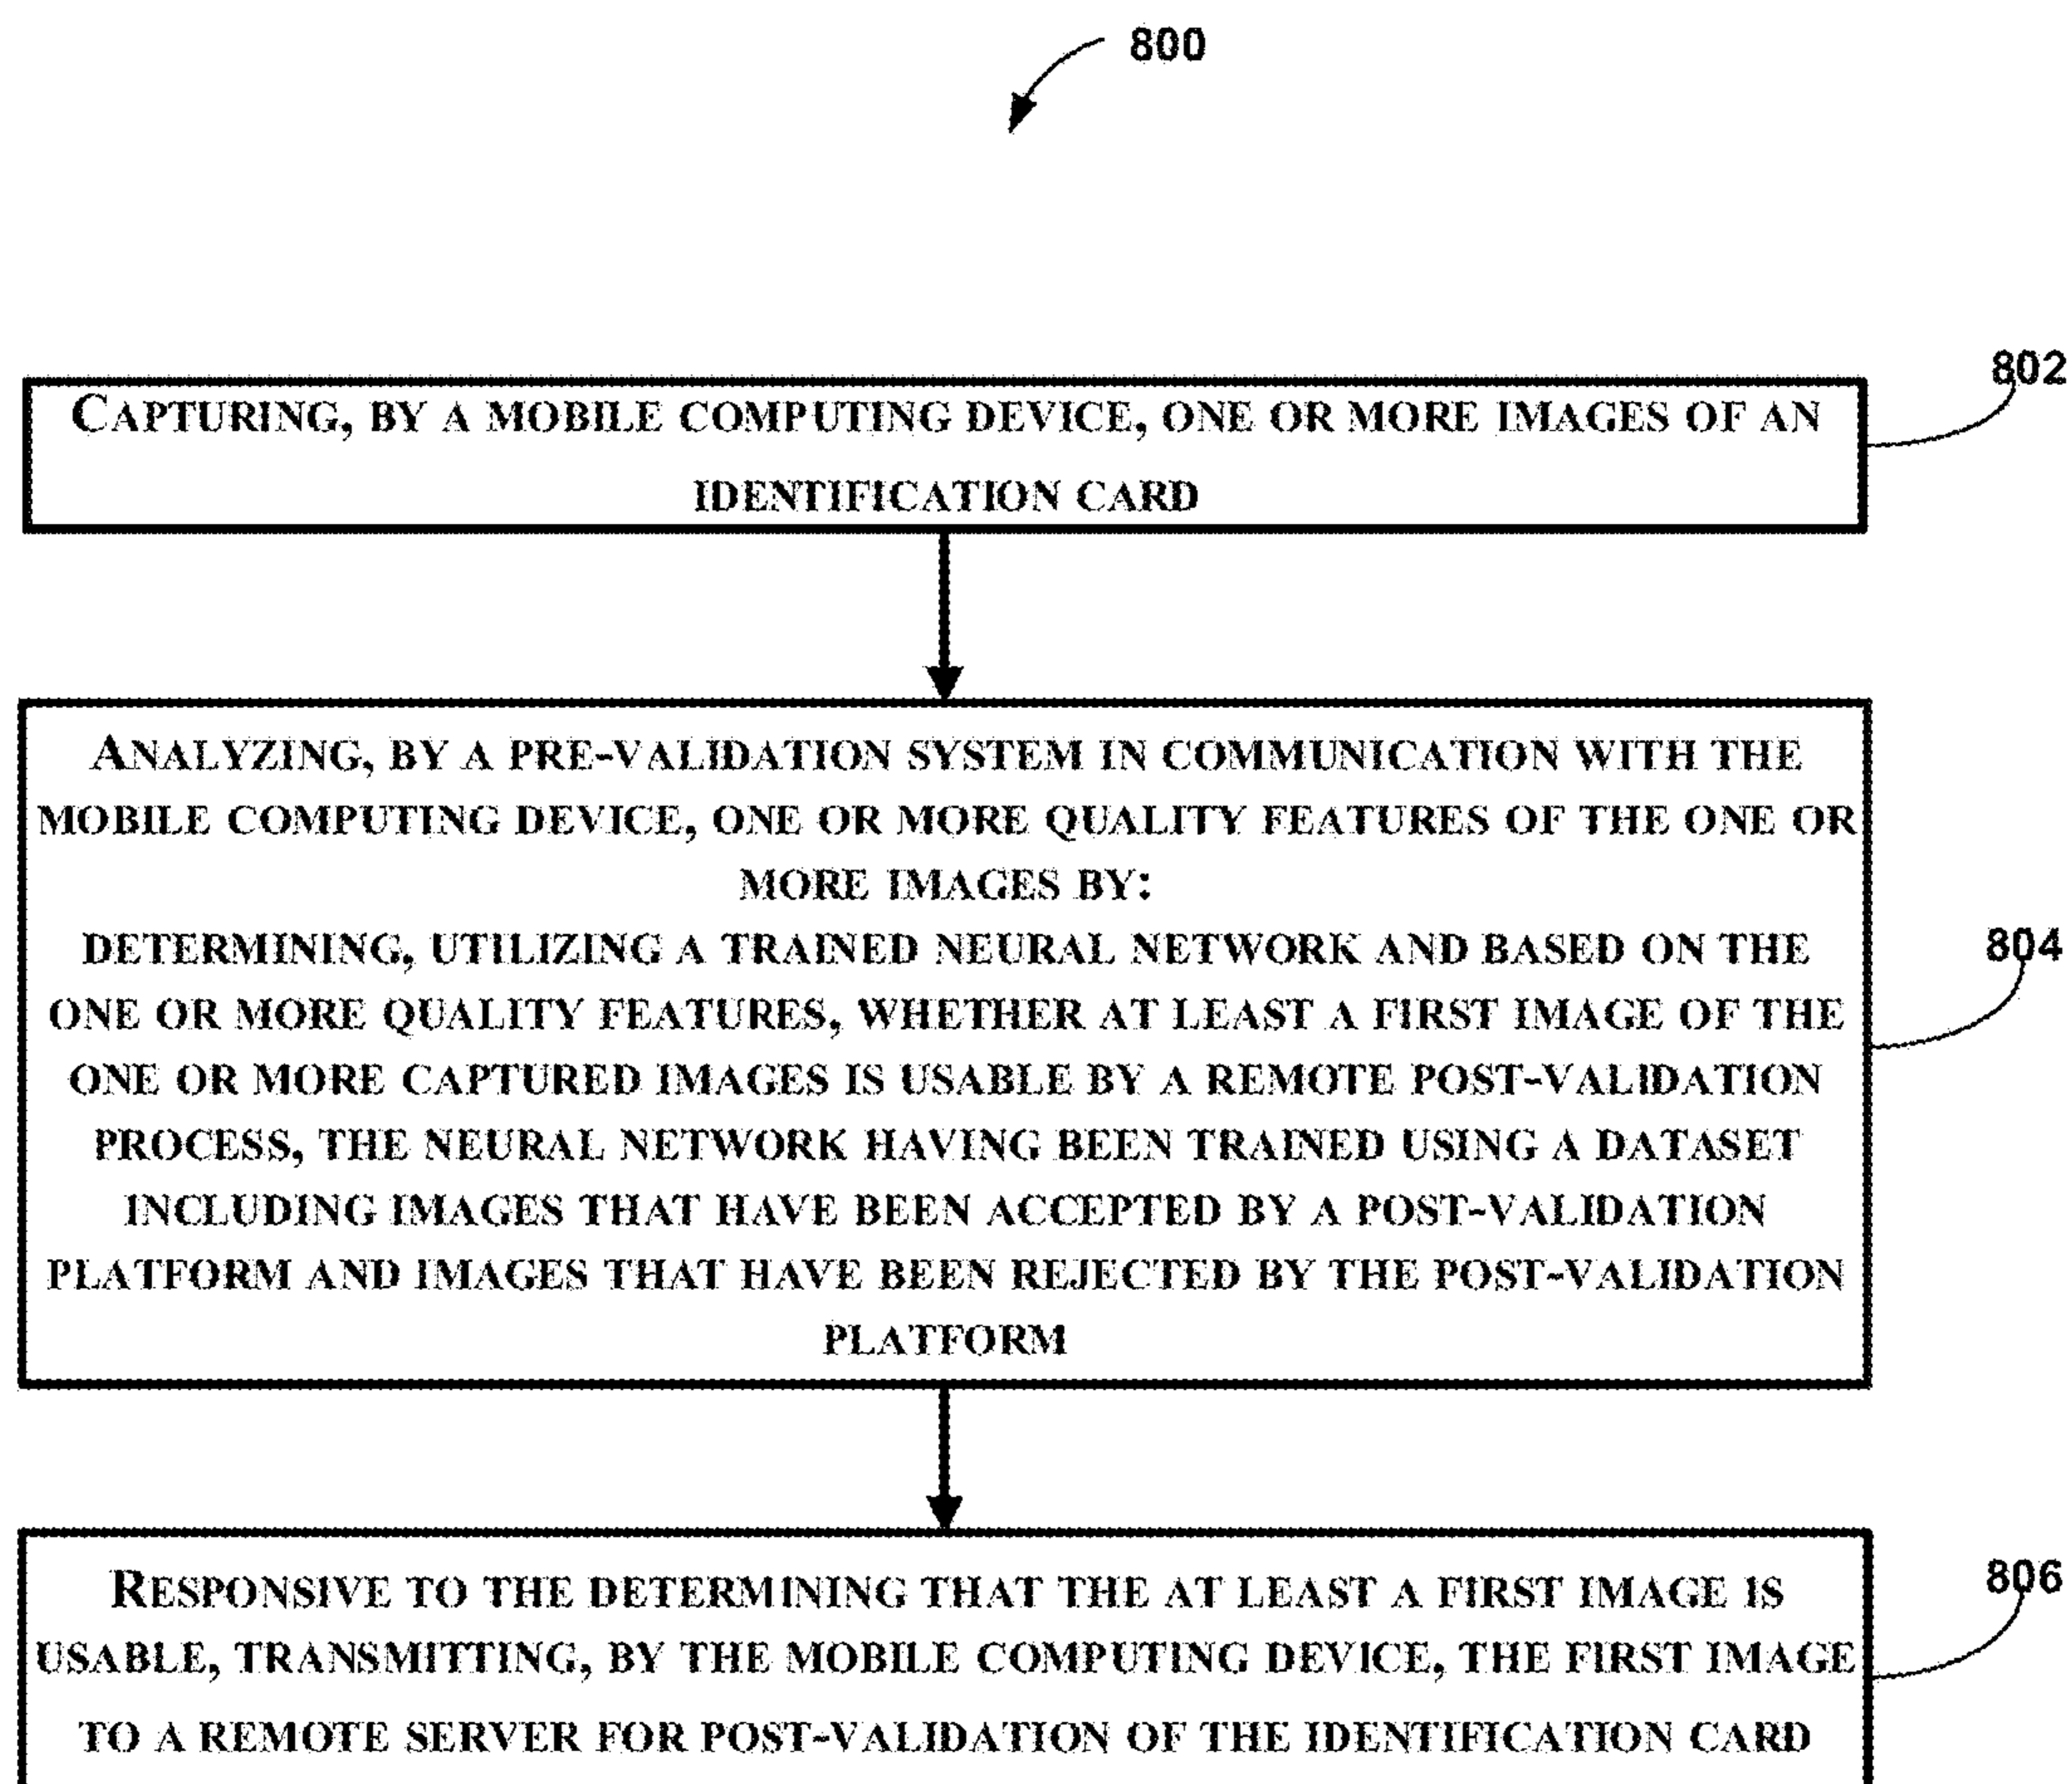 800
802
CAPTURING, BY A MOBILE COMPUTING DEVICE, ONE OR MORE IMAGES OF AN
IDENTIFICATION CARD
ANALYZING, BY A PRE-VALIDATION SYSTEM IN COMMUNICATION WITH THE
MOBILE COMPUTING DEVICE, ONE OR MORE QUALITY FEATURES OF THE ONE OR
MORE IMAGES BY:
DETERMINING, UTILIZING A TRAINED NEURAL NETWORK AND BASED ON THE
804
ONE OR MORE QUALITY FEATURES, WHETHER AT LEAST A FIRST IMAGE OF THE
ONE OR MORE CAPTURED IMAGES IS USABLE BY A REMOTE POST-VALIDATION
PROCESS, THE NEURAL NETWORK HAVING BEEN TRAINED USING A DATASET
INCLUDING IMAGES THAT HAVE BEEN ACCEPTED BY A POST-VALIDATION
PLATFORM AND IMAGES THAT HAVE BEEN REJECTED BY THE POST-VALIDATION
PLATFORM
806
RESPONSIVE TO THE DETERMINING THAT THE AT LEAST A FIRST IMAGE IS
USABLE, TRANSMITTING, BY THE MOBILE COMPUTING DEVICE, THE FIRST IMAGE
TO A REMOTE SERVER FOR POST-VALIDATION OF THE IDENTIFICATION CARD